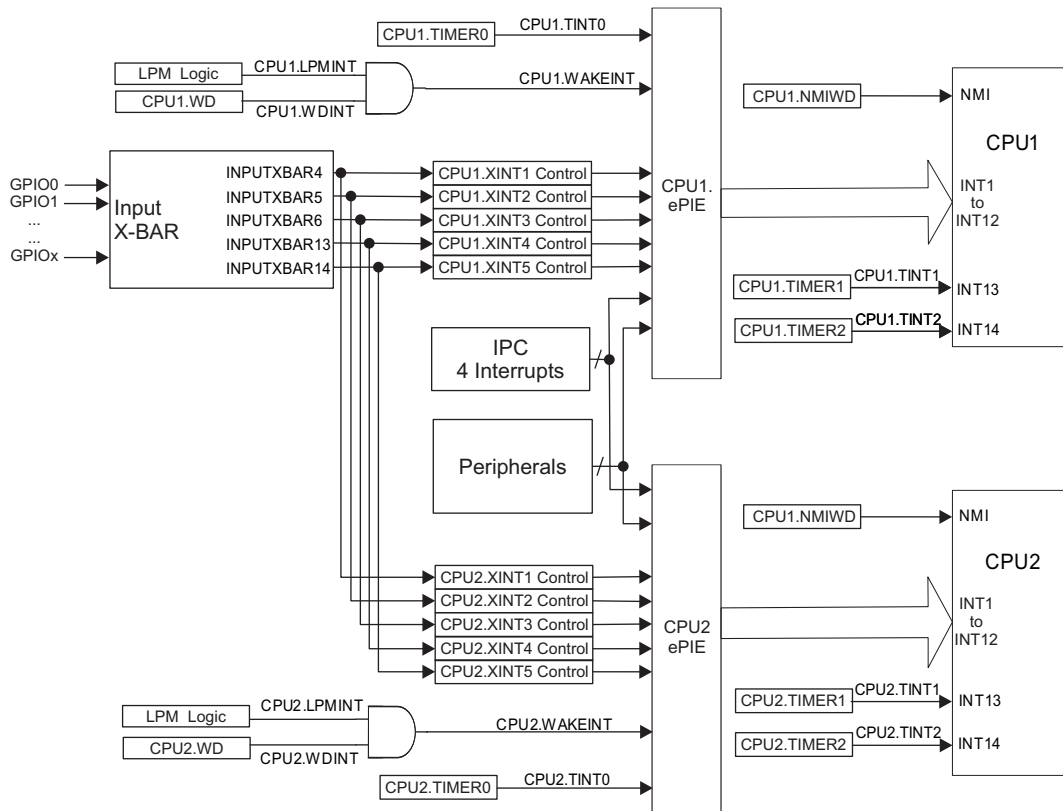 CPU1.TIMER0
CPU1.TINT0
LPM Logic
CPU1.LPMINT
CPU1.WD
CPU1.WDINT
CPU1.WAKEINT
GPIO0
GPIO1
...
...
GPIOx
Input
X-BAR
INPUTXBAR4
INPUTXBAR5
INPUTXBAR6
INPUTXBAR13
INPUTXBAR14
CPU1.XINT1 Control
CPU1.XINT2 Control
CPU1.XINT3 Control
CPU1.XINT4 Control
CPU1.XINT5 Control
CPU1.
ePIE
CPU1.NMIWD
NMI
CPU1
INT1
to
INT12
CPU1.TIMER1
CPU1.TINT1
INT13
CPU1.TIMER2
CPU1.TINT2
INT14
IPC
4 Interrupts
Peripherals
CPU2.XINT1 Control
CPU2.XINT2 Control
CPU2.XINT3 Control
CPU2.XINT4 Control
CPU2.XINT5 Control
CPU2
ePIE
CPU1.NMIWD
NMI
CPU2
INT1
to
INT12
CPU2.TIMER1
CPU2.TINT1
INT13
CPU2.TIMER2
CPU2.TINT2
INT14
LPM Logic
CPU2.LPMINT
CPU2.WD
CPU2.WDINT
CPU2.WAKEINT
CPU2.TIMER0
CPU2.TINT0